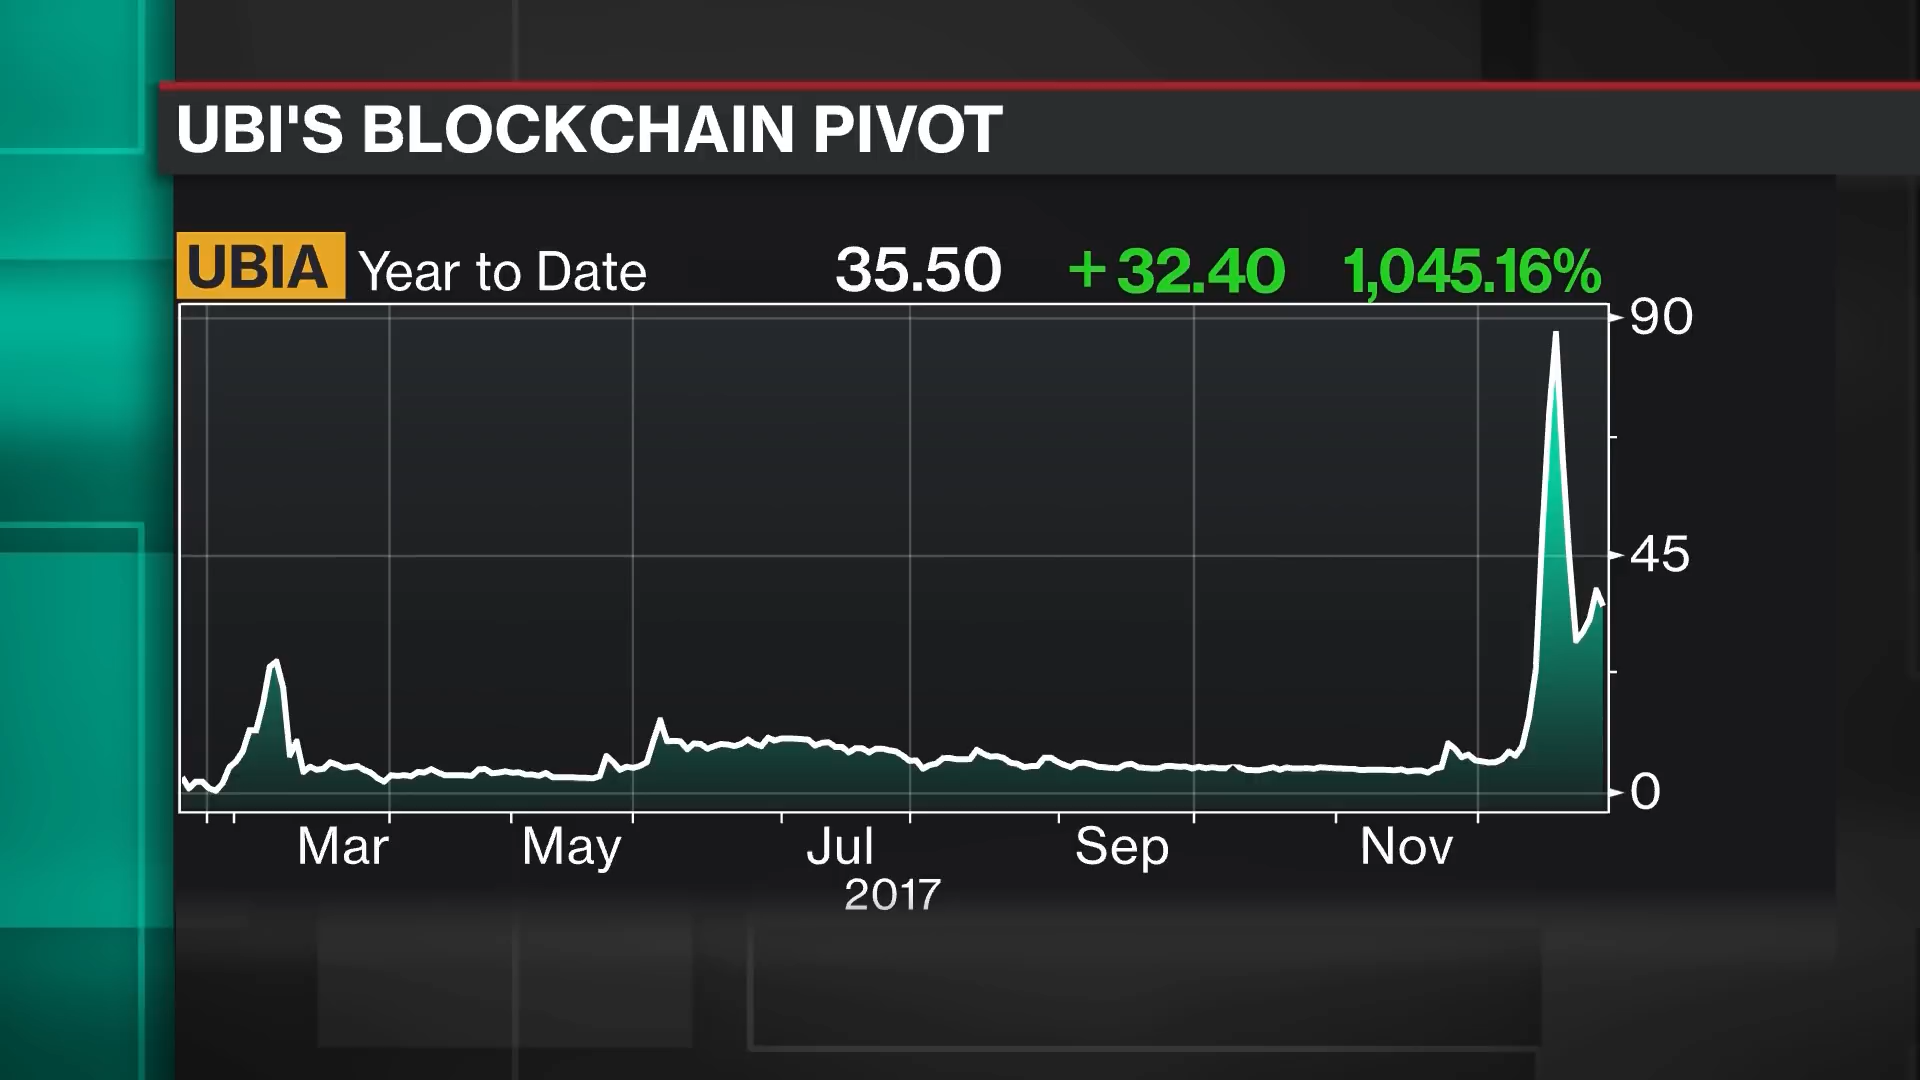 UBI'S BLOCKCHAIN PIVOT
UBIA Year to Date 35.50 +32.40 1,045.16%
90
45
0
Mar May Jul Sep Nov
2017